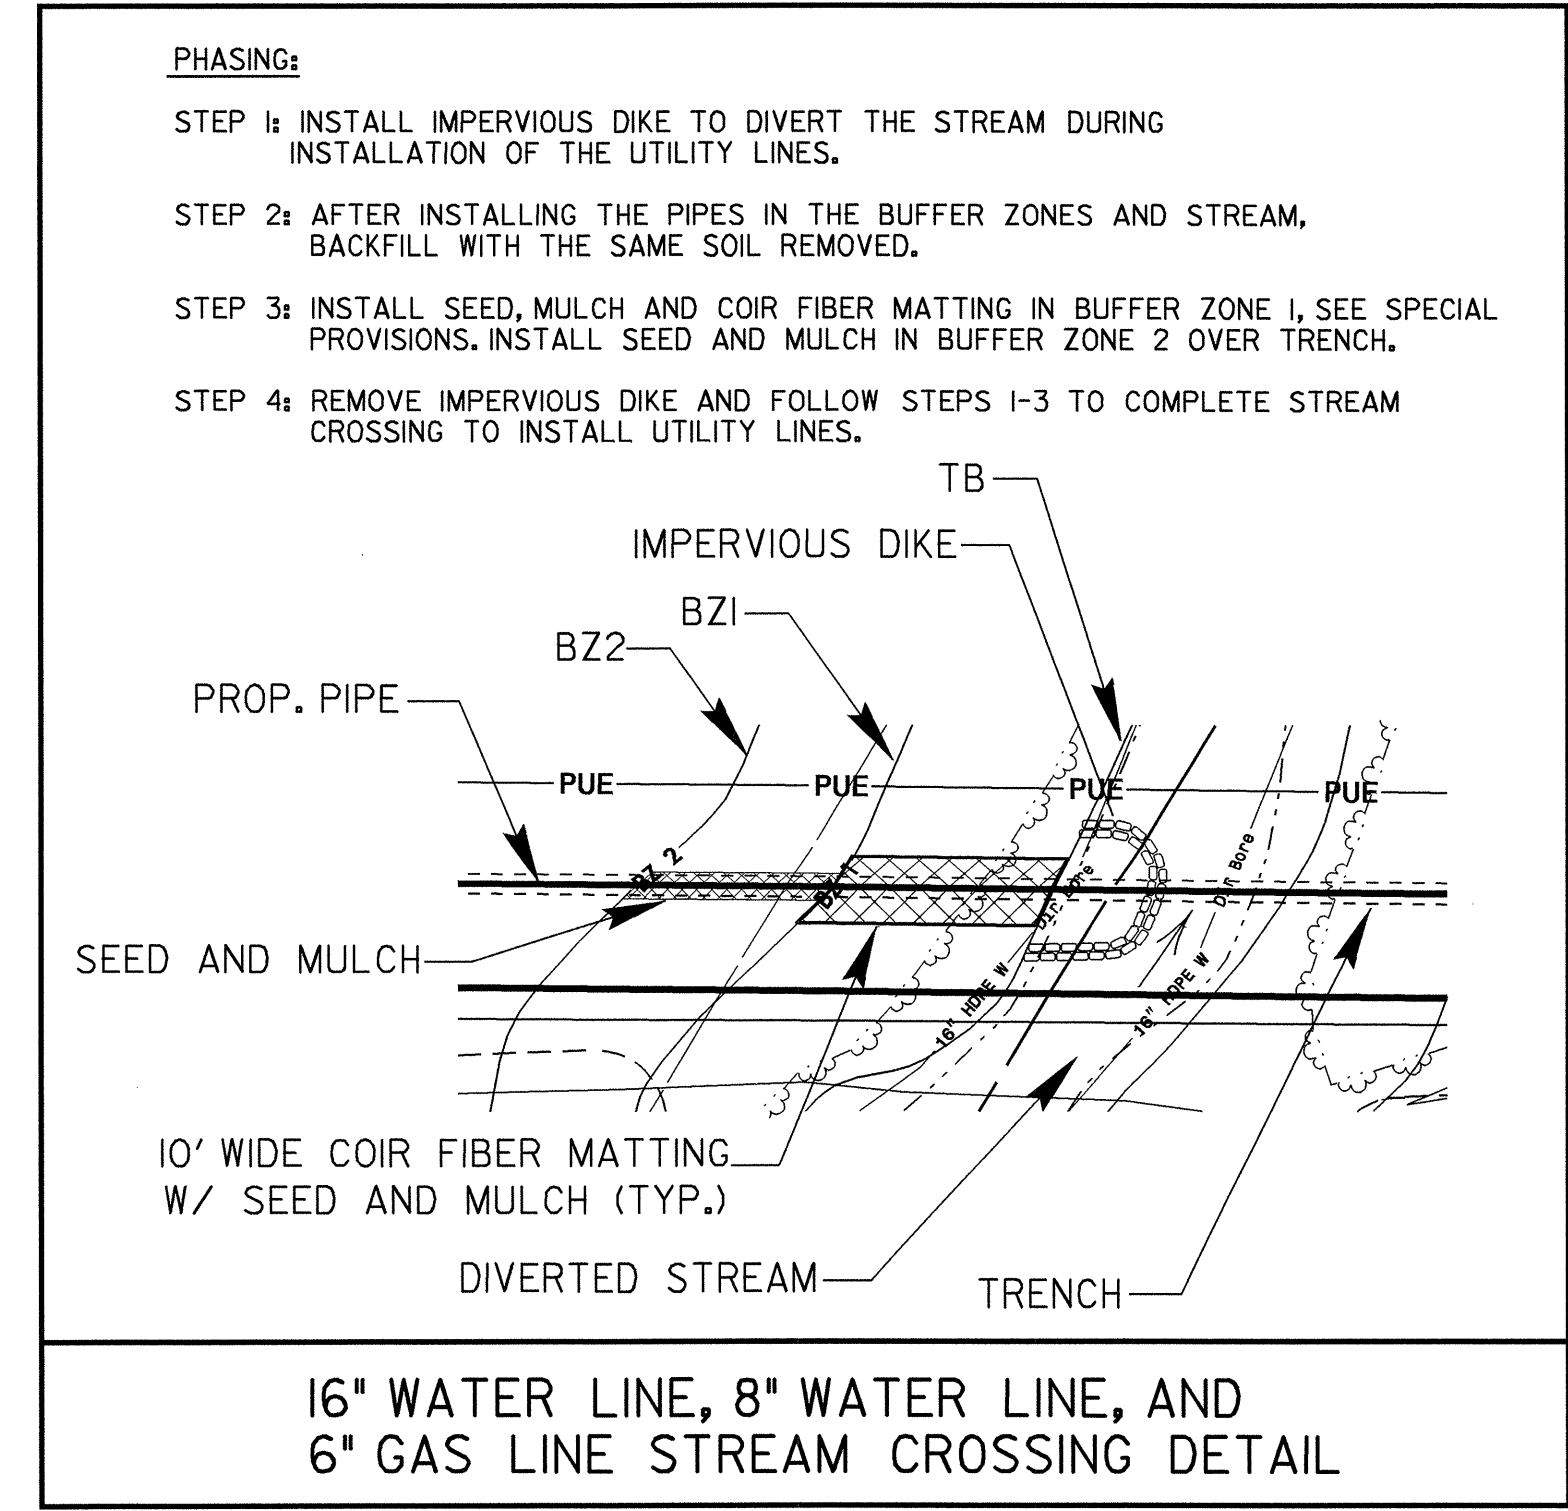 PHASING:
STEP 1: INSTALL IMPERVIOUS DIKE TO DIVERT THE STREAM DURING
INSTALLATION OF THE UTILITY LINES.
STEP 2: AFTER INSTALLING THE PIPES IN THE BUFFER ZONES AND STREAM,
BACKFILL WITH THE SAME SOIL REMOVED.
STEP 3: INSTALL SEED, MULCH AND COIR FIBER MATTING IN BUFFER ZONE 1, SEE SPECIAL
PROVISIONS. INSTALL SEED AND MULCH IN BUFFER ZONE 2 OVER TRENCH.
STEP 4: REMOVE IMPERVIOUS DIKE AND FOLLOW STEPS 1-3 TO COMPLETE STREAM
CROSSING TO INSTALL UTILITY LINES.
TB
IMPERVIOUS DIKE
BZ1
BZ2
PROP. PIPE
PUE PUE PUE PUE
BZ 2
BZ 1
Dir Bore
Dir Bore
SEED AND MULCH
16" HDPE W
16" HDPE W
10' WIDE COIR FIBER MATTING
W/ SEED AND MULCH (TYP.)
DIVERTED STREAM
TRENCH
16" WATER LINE, 8" WATER LINE, AND
6" GAS LINE STREAM CROSSING DETAIL